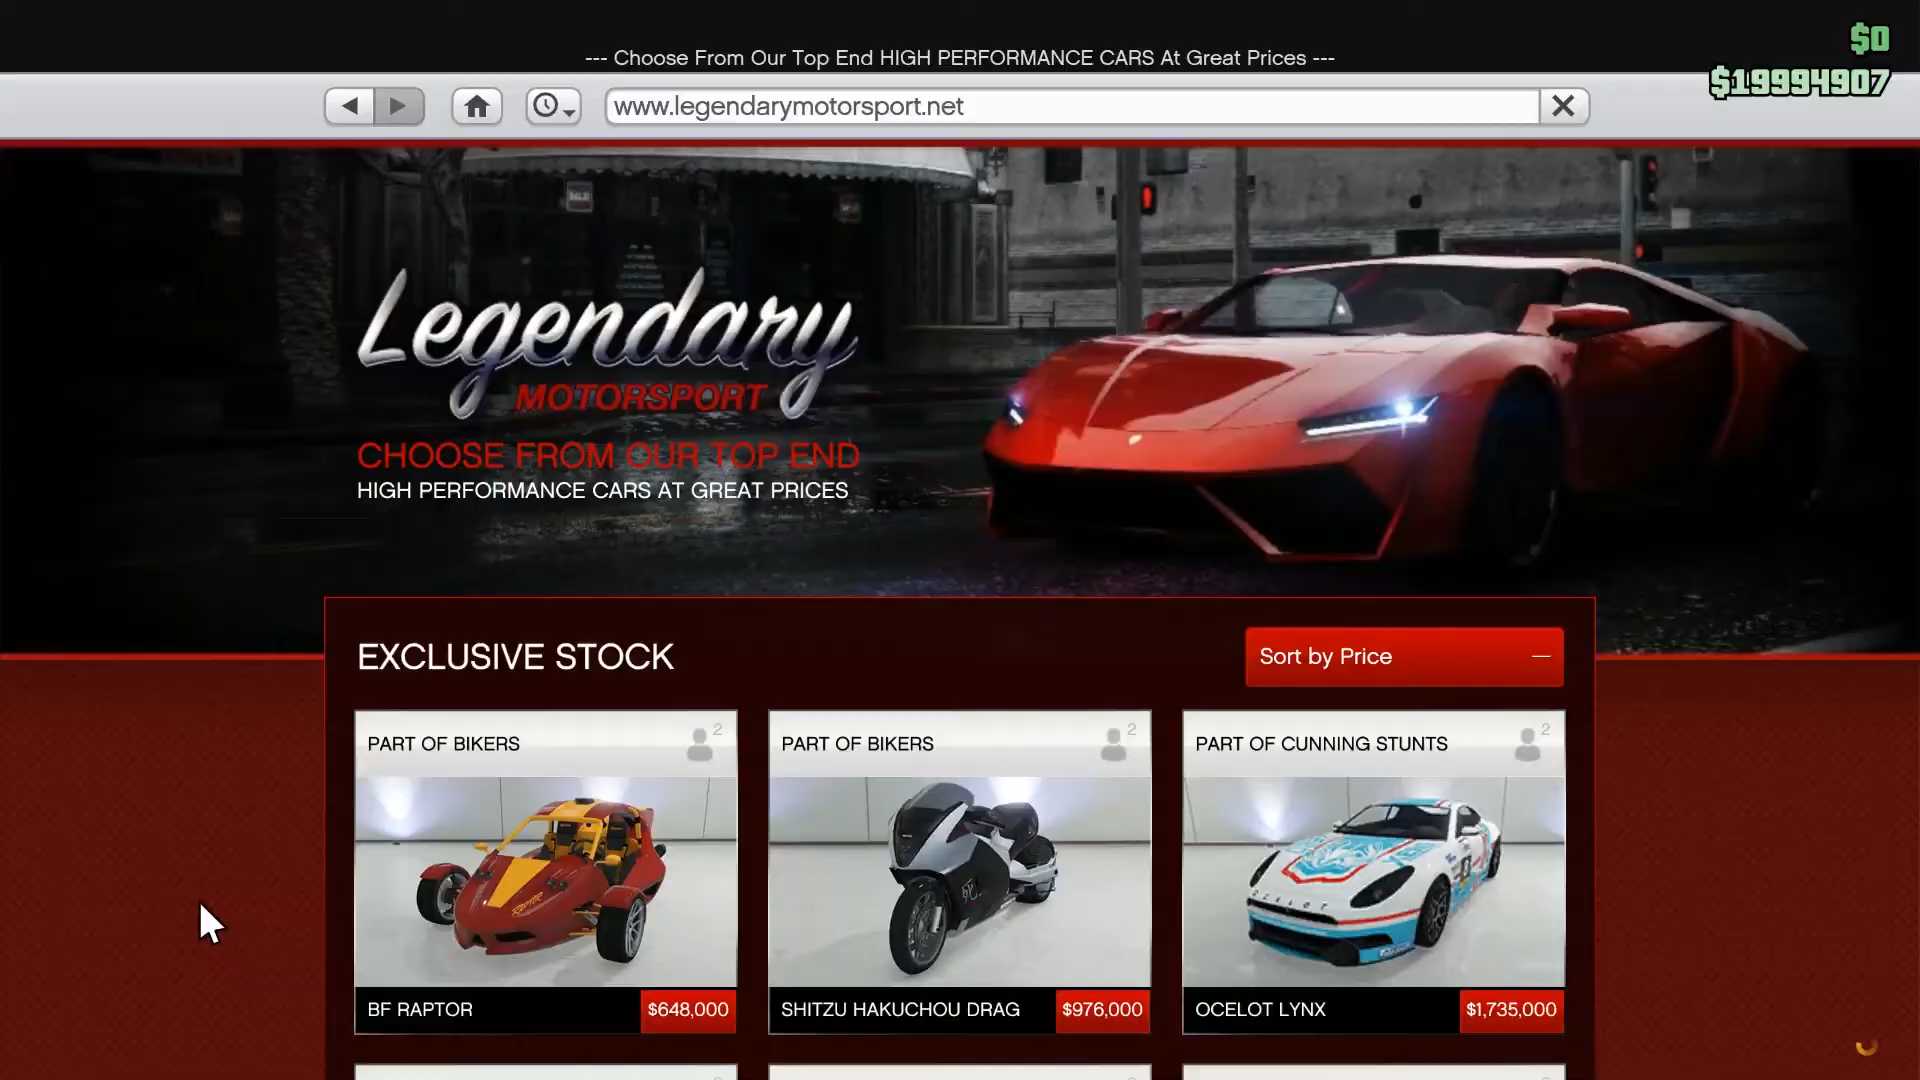 $0
--- Choose From Our Top End HIGH PERFORMANCE CARS At Great Prices ---
$19994907
www.legendarymotorsport.net
Legendary
MOTORSPORT
CHOOSE FROM OUR TOP END
HIGH PERFORMANCE CARS AT GREAT PRICES
EXCLUSIVE STOCK
Sort by Price
PART OF BIKERS
2
PART OF BIKERS
2
PART OF CUNNING STUNTS
2
BF RAPTOR
$648,000
SHITZU HAKUCHOU DRAG
$976,000
OCELOT LYNX
$1,735,000